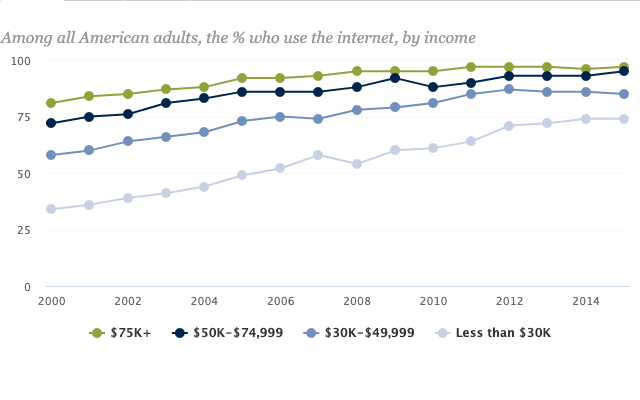 Among all American adults, the % who use the internet, by income
100
75
50
25
0
2000 2002 2004 2006 2008 2010 2012 2014
$75K+ $50K–$74,999 $30K–$49,999 Less than $30K